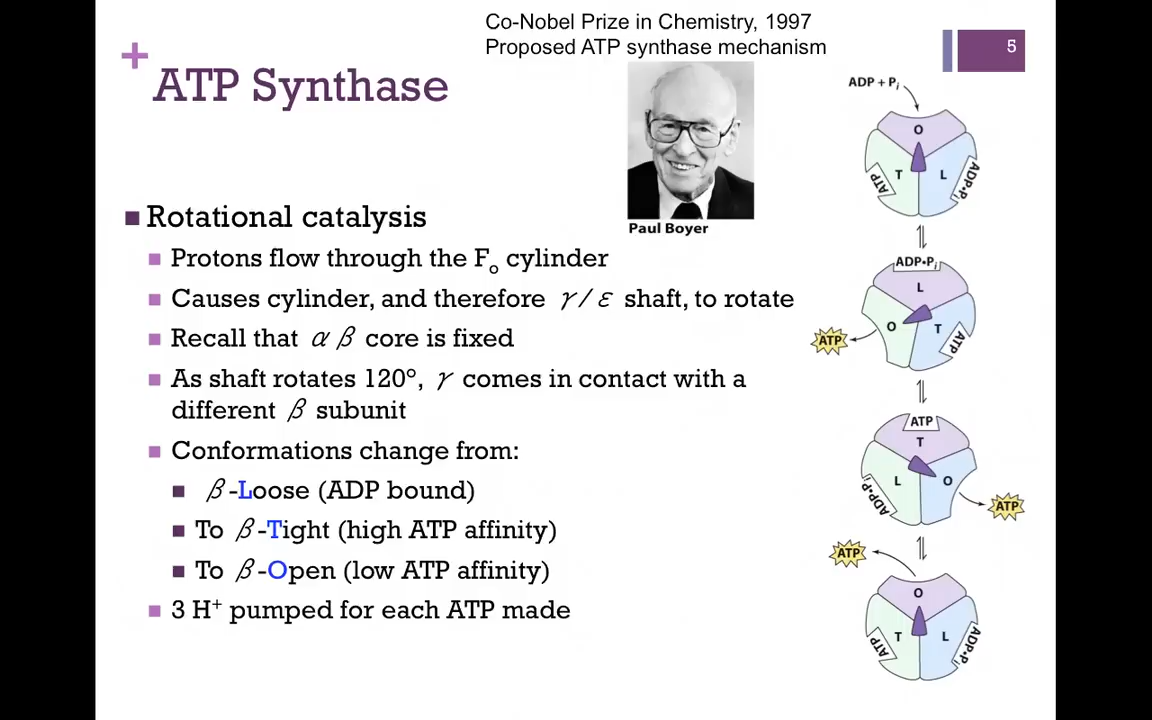 Co-Nobel Prize in Chemistry, 1997
Proposed ATP synthase mechanism
5
+
ATP Synthase
Paul Boyer
Rotational catalysis
Protons flow through the Fo cylinder
Causes cylinder, and therefore γ/ε shaft, to rotate
Recall that αβ core is fixed
As shaft rotates 120°, γ comes in contact with a
different β subunit
Conformations change from:
β-Loose (ADP bound)
To β-Tight (high ATP affinity)
To β-Open (low ATP affinity)
3 H⁺ pumped for each ATP made
ADP + Pi
O
T
L
ATP
ADP•Pi
ADP•Pi
L
O
T
ATP
ATP
ATP
T
L
O
ADP•Pi
ATP
ATP
O
T
L
ATP
ADP•Pi